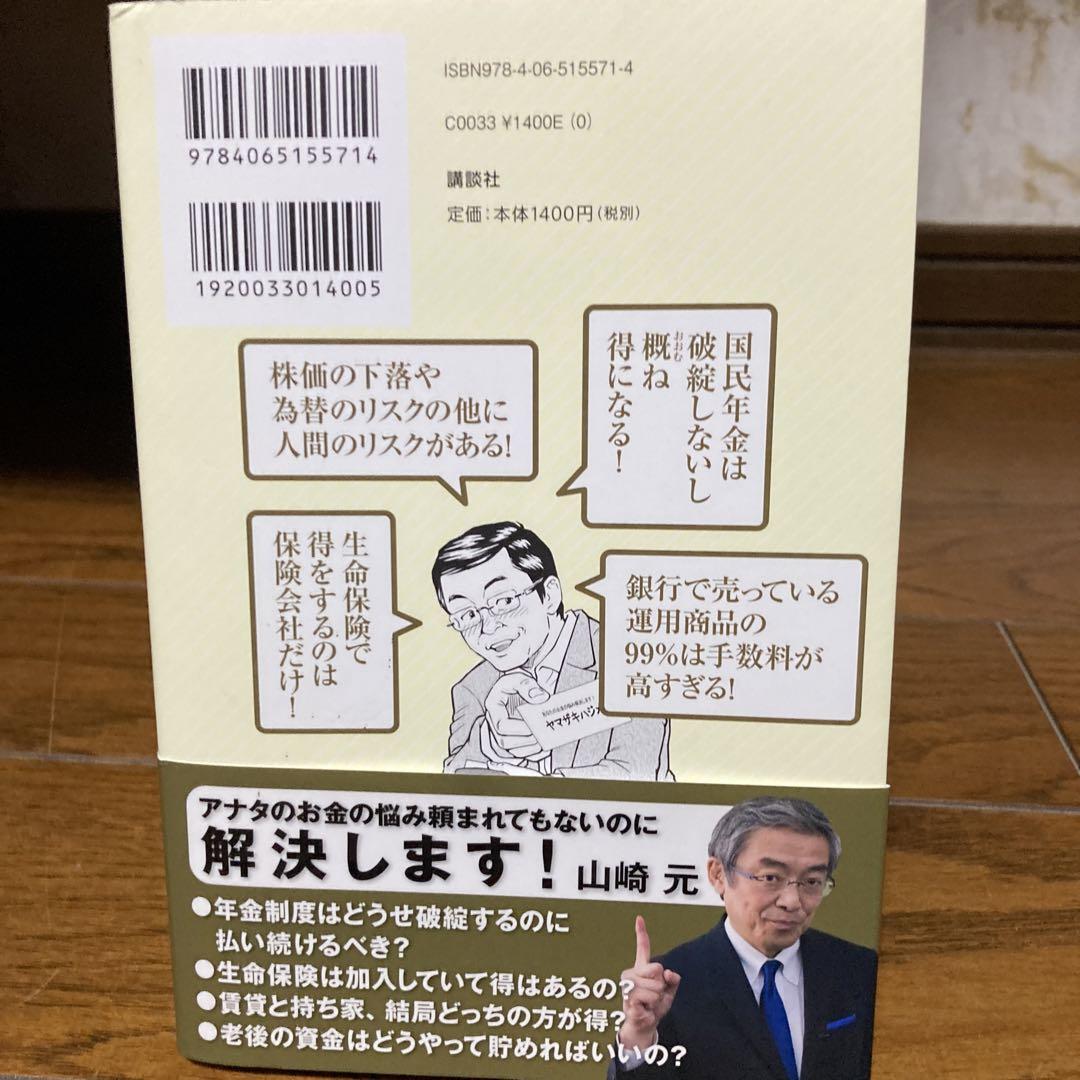 ISBN978-4-06-515571-4
C0033 ¥1400E (0)
講談社
定価：本体1400円（税別）
9784065155714
1920033014005
株価の下落や
為替のリスクの他に
人間のリスクがある！
国民年金は
破綻しないし
概ね
おおむ
得になる！
生命保険で
得をするのは
保険会社だけ！
銀行で売っている
運用商品の
99%は手数料が
高すぎる！
ヤマザキハジ
アナタのお金の悩み頼まれてもないのに
解決します！ 山崎 元
●年金制度はどうせ破綻するのに
払い続けるべき？
●生命保険は加入していて得はあるの？
●賃貸と持ち家、結局どっちの方が得？
●老後の資金はどうやって貯めればいいの？